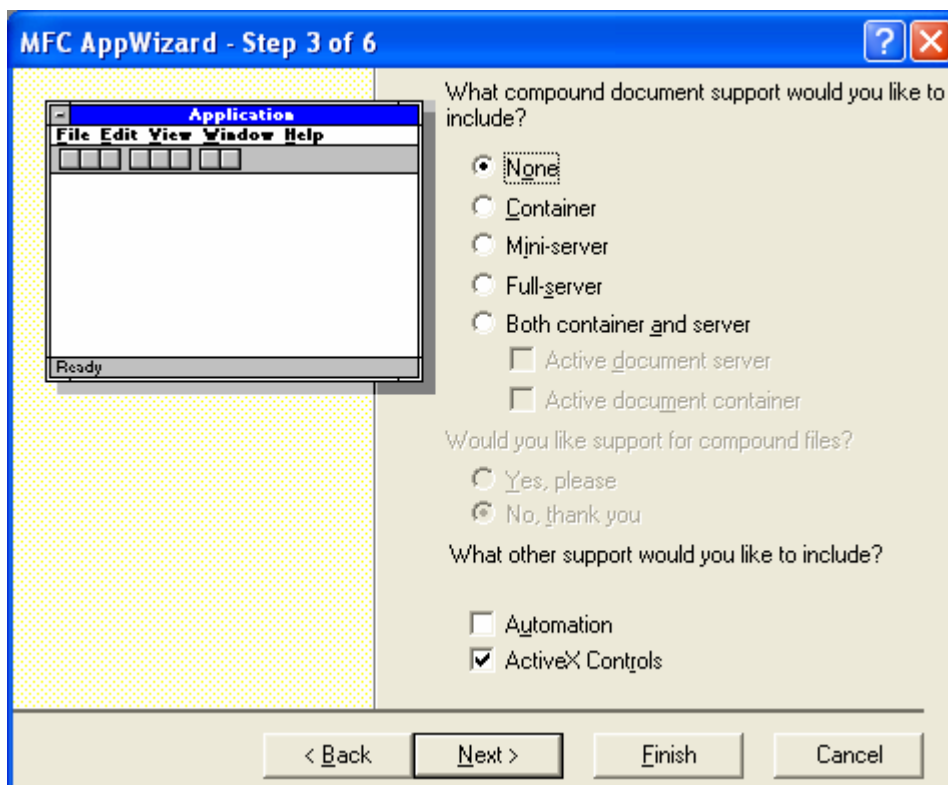 MFC AppWizard - Step 3 of 6
Application
File Edit View Window Help
Ready
What compound document support would you like to
include?
None
Container
Mini-server
Full-server
Both container and server
Active document server
Active document container
Would you like support for compound files?
Yes, please
No, thank you
What other support would you like to include?
Automation
ActiveX Controls
< Back Next > Finish Cancel